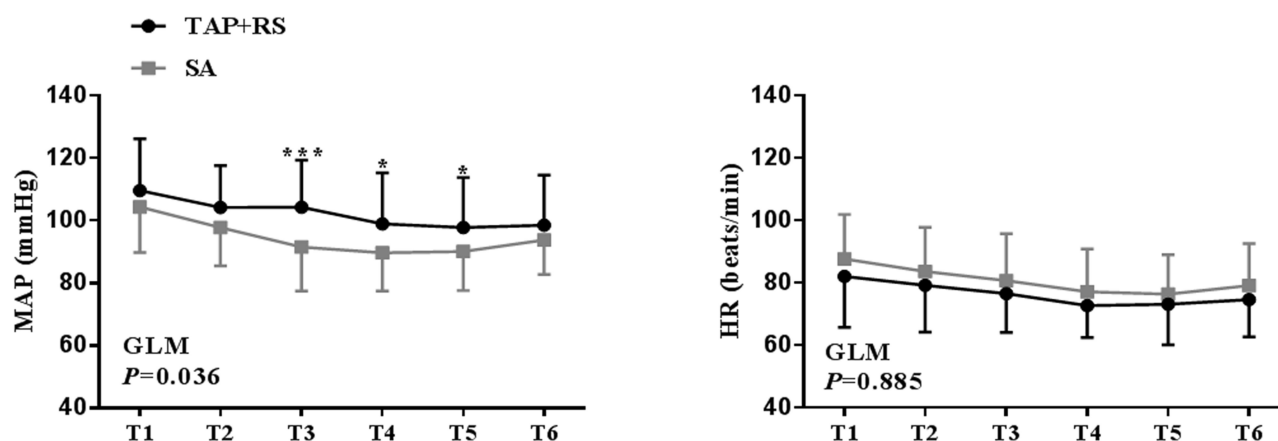 TAP+RS
SA
MAP (mmHg)
140
120
100
80
60
40
***
*
*
GLM
P=0.036
T1 T2 T3 T4 T5 T6
HR (beats/min)
140
120
100
80
60
40
GLM
P=0.885
T1 T2 T3 T4 T5 T6